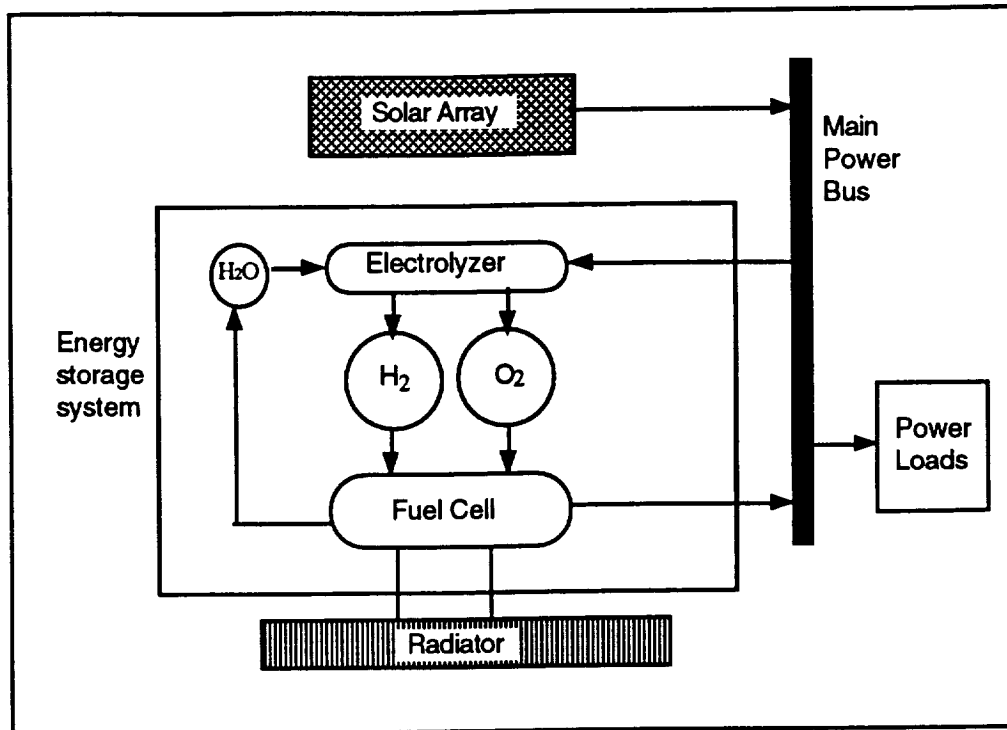 Solar Array
Main
Power
Bus
H₂O
Electrolyzer
Energy
storage
system
H₂
O₂
Power
Loads
Fuel Cell
Radiator